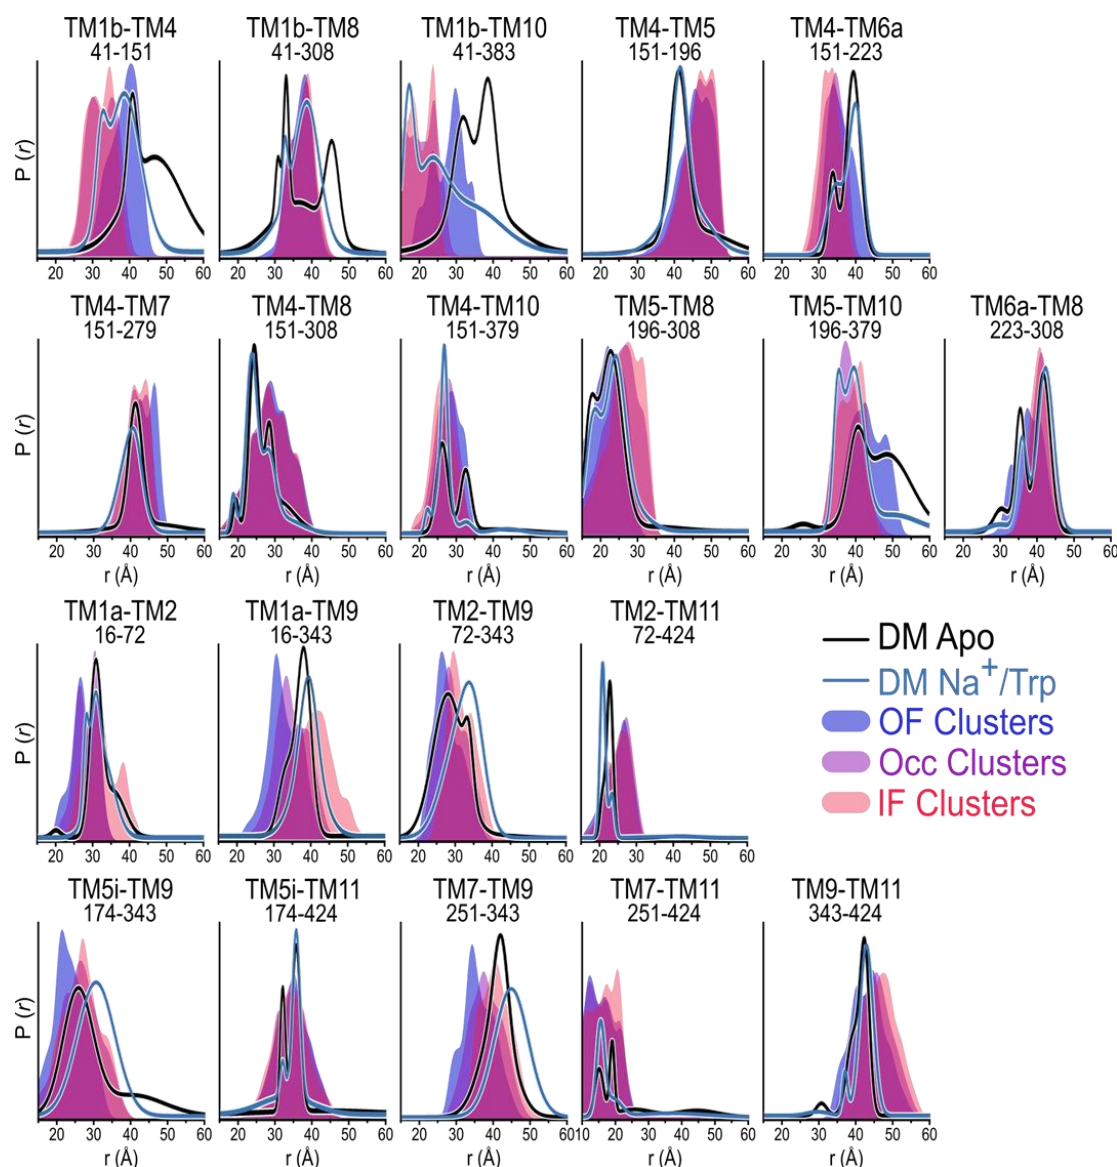 TM1b-TM4 TM1b-TM8 TM1b-TM10 TM4-TM5 TM4-TM6a
41-151 41-308 41-383 151-196 151-223
P (r)
20 30 40 50 60 20 30 40 50 60 20 30 40 50 60 20 30 40 50 60 20 30 40 50 60
TM4-TM7 TM4-TM8 TM4-TM10 TM5-TM8 TM5-TM10 TM6a-TM8
151-279 151-308 151-379 196-308 196-379 223-308
P (r)
20 30 40 50 60 20 30 40 50 60 20 30 40 50 60 20 30 40 50 60 20 30 40 50 60 20 30 40 50 60
r (Å) r (Å) r (Å) r (Å) r (Å) r (Å)
TM1a-TM2 TM1a-TM9 TM2-TM9 TM2-TM11
16-72 16-343 72-343 72-424
P (r)
20 30 40 50 60 20 30 40 50 60 20 30 40 50 60 20 30 40 50 60
DM Apo
DM Na+/Trp
OF Clusters
Occ Clusters
IF Clusters
TM5i-TM9 TM5i-TM11 TM7-TM9 TM7-TM11 TM9-TM11
174-343 174-424 251-343 251-424 343-424
P (r)
20 30 40 50 60 20 30 40 50 60 20 30 40 50 60 10 20 30 40 50 60 20 30 40 50 60
r (Å) r (Å) r (Å) r (Å) r (Å)